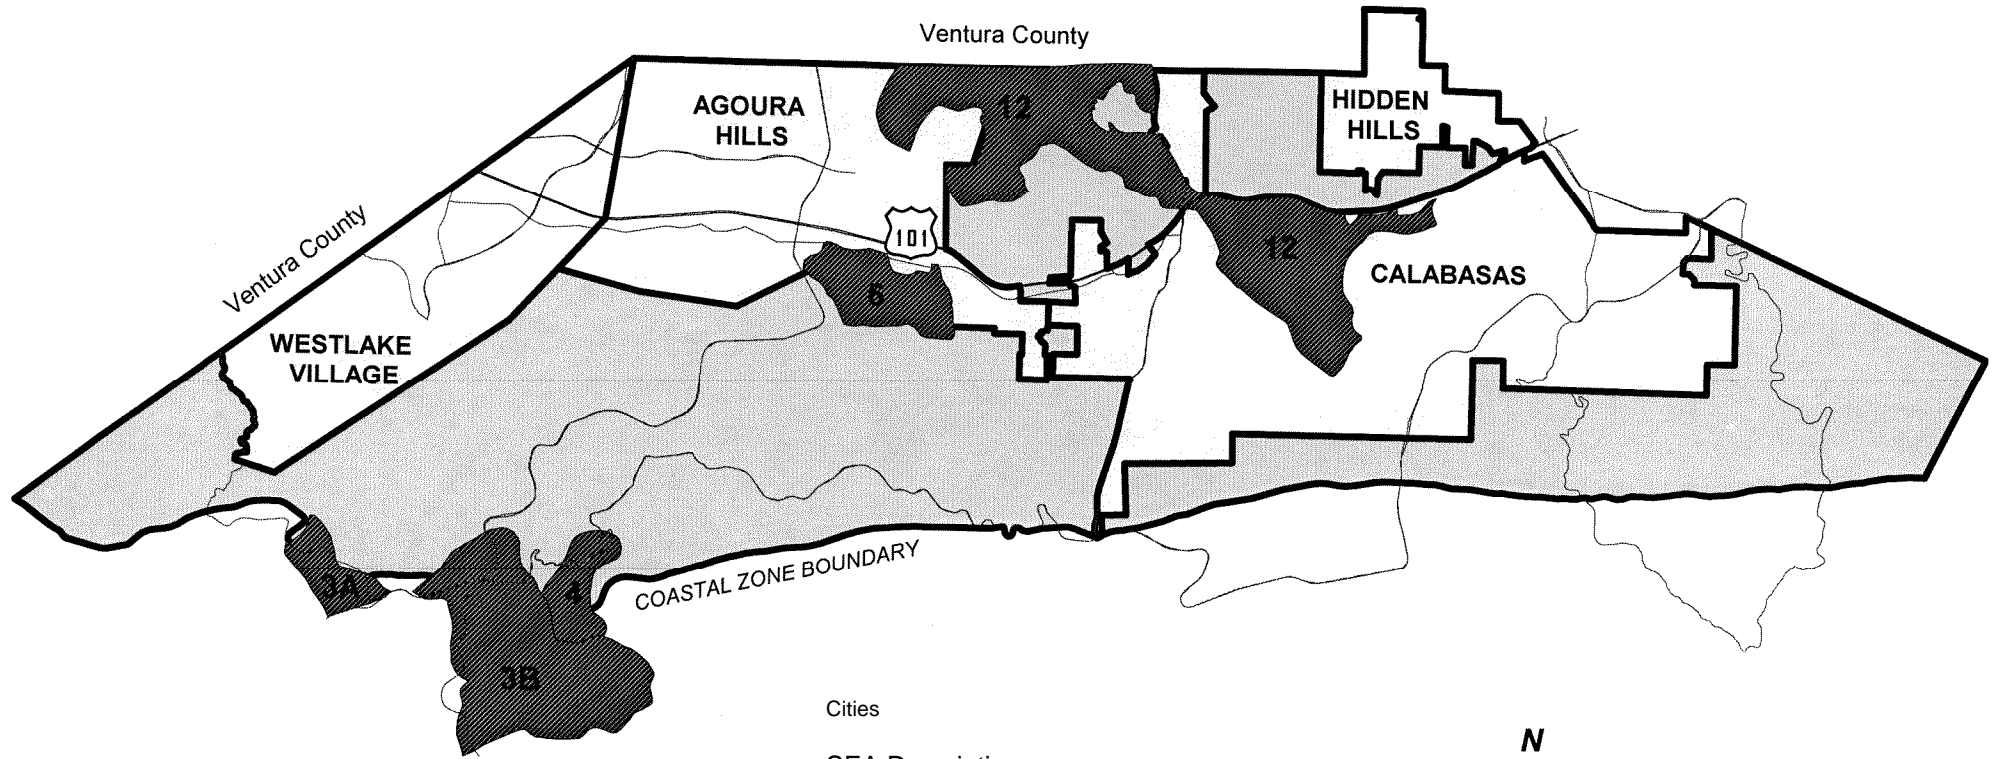 Ventura County
AGOURA
HILLS
12
HIDDEN
HILLS
101
12
Ventura County
CALABASAS
6
WESTLAKE
VILLAGE
3A
4
COASTAL ZONE BOUNDARY
3B
Cities
N